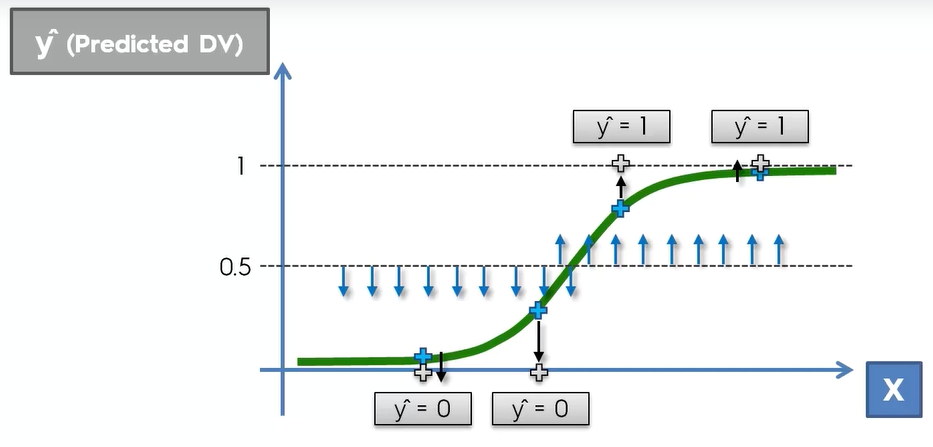 ŷ (Predicted DV)
ŷ = 1
ŷ = 1
1
0.5
X
ŷ = 0
ŷ = 0